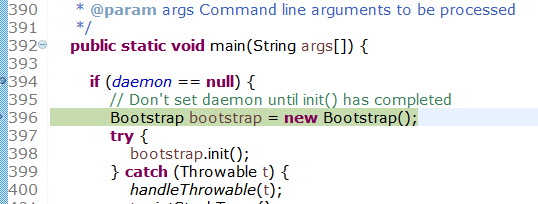 390 * @param args Command line arguments to be processed
391 */
392 public static void main(String args[]) {
393
394 if (daemon == null) {
395 // Don't set daemon until init() has completed
396 Bootstrap bootstrap = new Bootstrap();
397 try {
398 bootstrap.init();
399 } catch (Throwable t) {
400 handleThrowable(t);